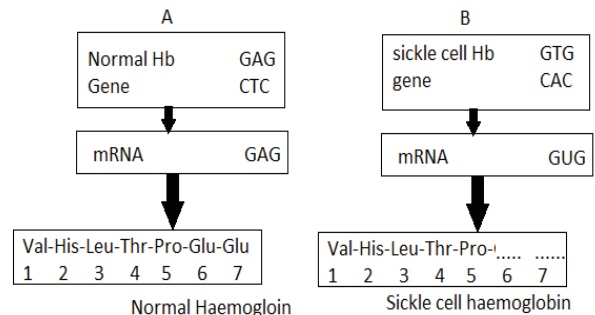 A
Normal Hb GAG
Gene CTC
mRNA GAG
Val-His-Leu-Thr-Pro-Glu-Glu
1 2 3 4 5 6 7
Normal Haemogloin
B
sickle cell Hb GTG
gene CAC
mRNA GUG
Val-His-Leu-Thr-Pro-..... ......
1 2 3 4 5 6 7
Sickle cell haemoglobin